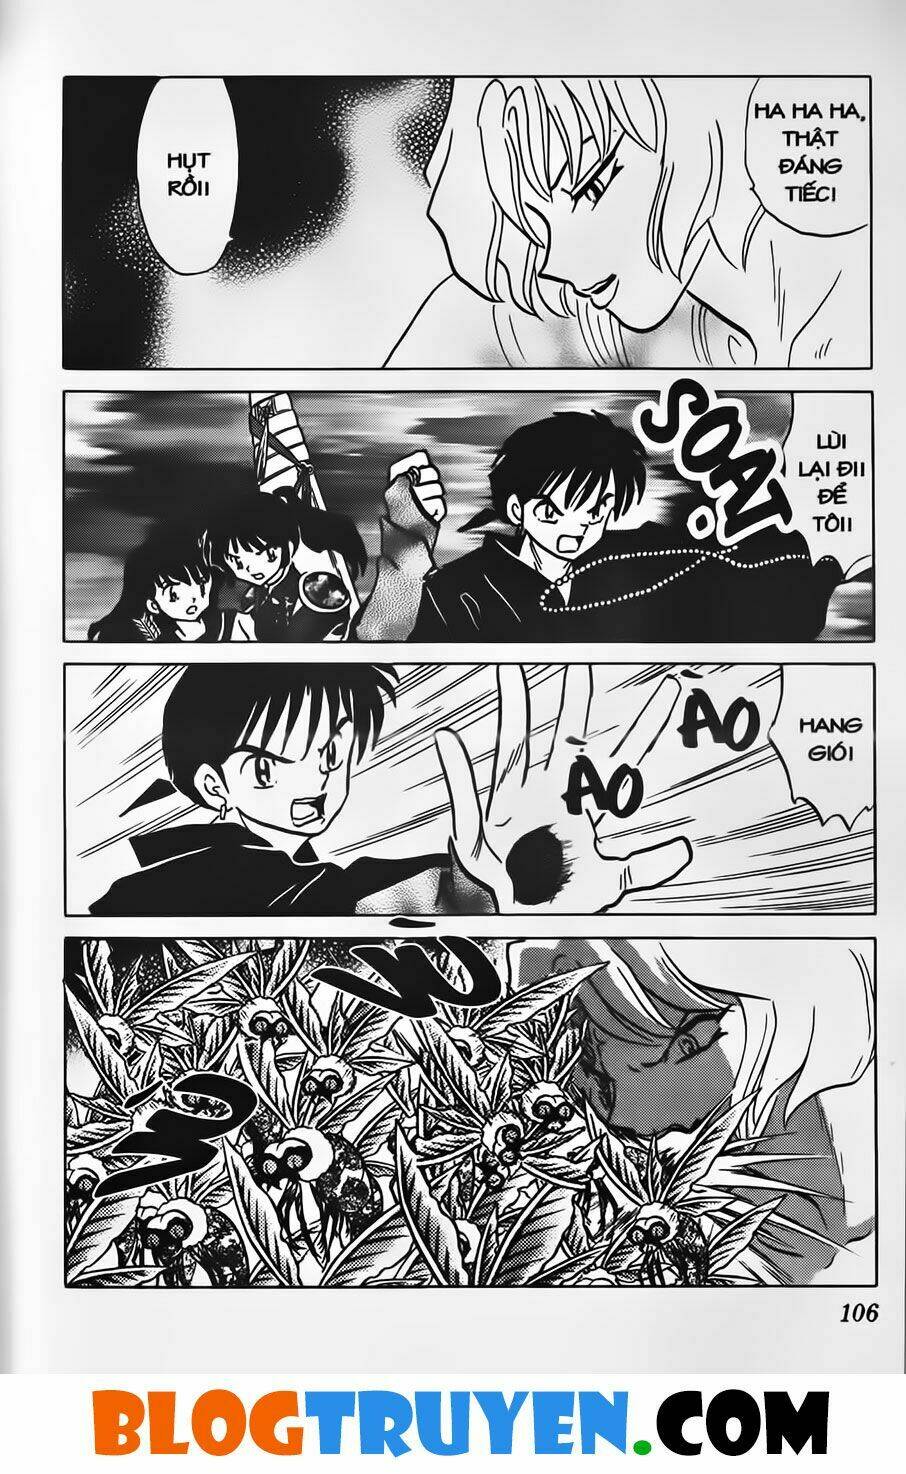 HA HA HA,
THẬT
ĐÁNG
TIẾC!
HỤT
RỒI!
LÙI
LẠI ĐI!
ĐỂ
TÔI!
SOẠT
HANG
GIÓ!
ÀO
ÀO
VÙ
VÙ
106
BLOGTRUYEN.COM